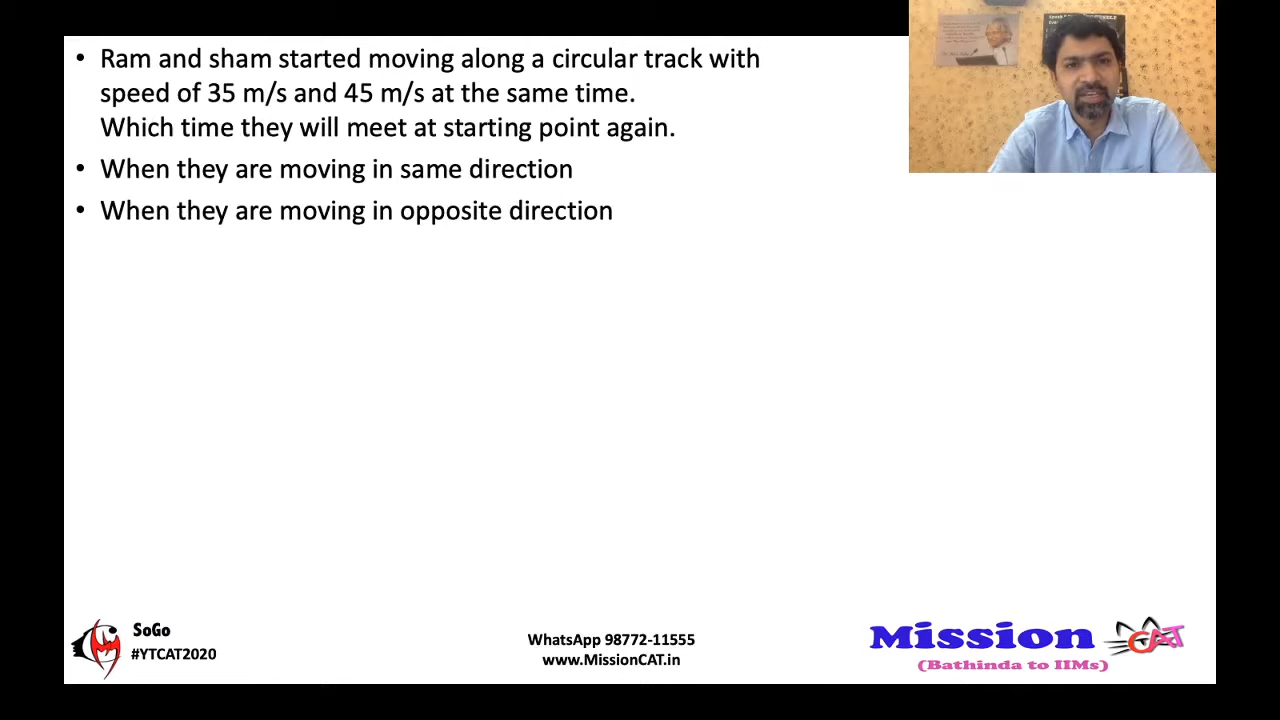 • Ram and sham started moving along a circular track with
speed of 35 m/s and 45 m/s at the same time.
Which time they will meet at starting point again.
• When they are moving in same direction
• When they are moving in opposite direction
SoGo
#YTCAT2020
WhatsApp 98772-11555
www.MissionCAT.in
Mission CAT
(Bathinda to IIMs)